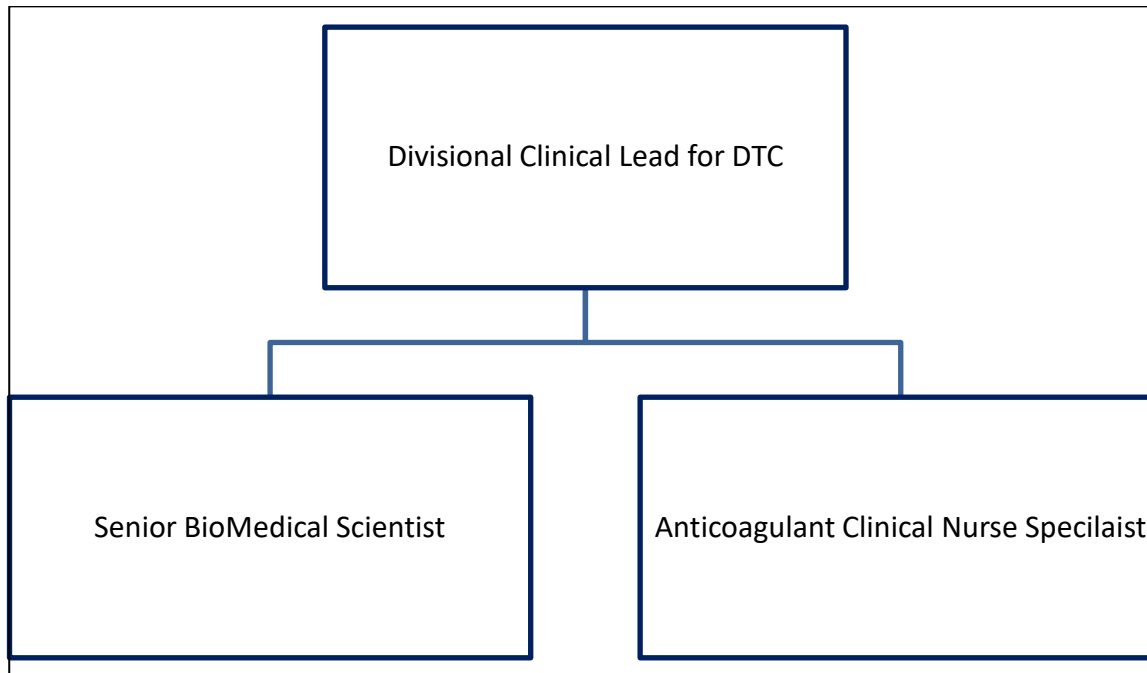 Divisional Clinical Lead for DTC
Senior BioMedical Scientist
Anticoagulant Clinical Nurse Specilaist